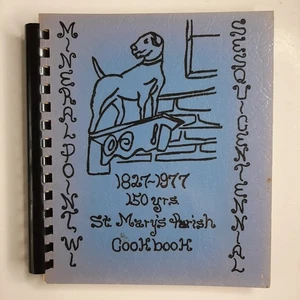 MINERAL POINT, WI
1827-1977
150 yrs
St. Mary's Parish
Cookbook
SESQUI-CENTENNIAL